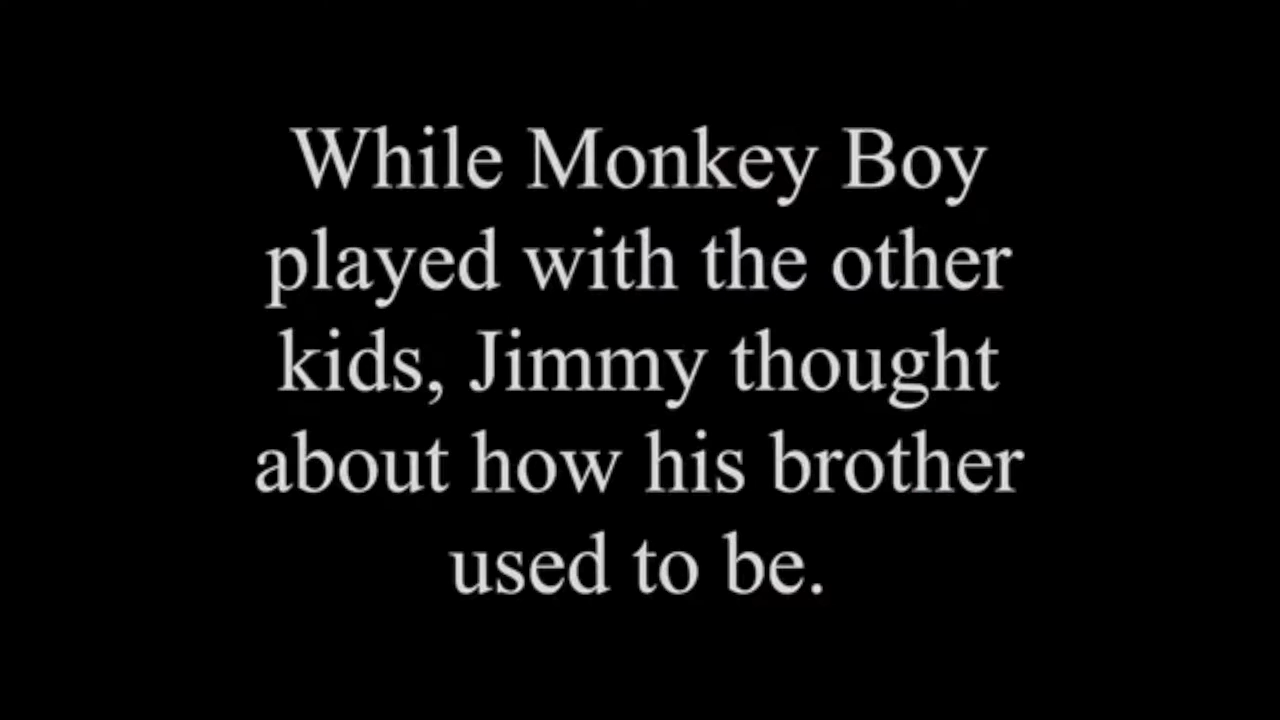 While Monkey Boy
played with the other
kids, Jimmy thought
about how his brother
used to be.